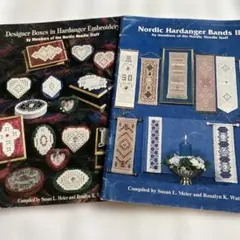 Designer Boxes in Hardanger Embroidery
by Members of the Nordic Needle Staff
Compiled by Susan L. Meier and Rosalyn K.
Nordic Hardanger Bands II
by Members of the Nordic Needle Staff
Compiled by Susan L. Meier and Rosalyn K. Wat